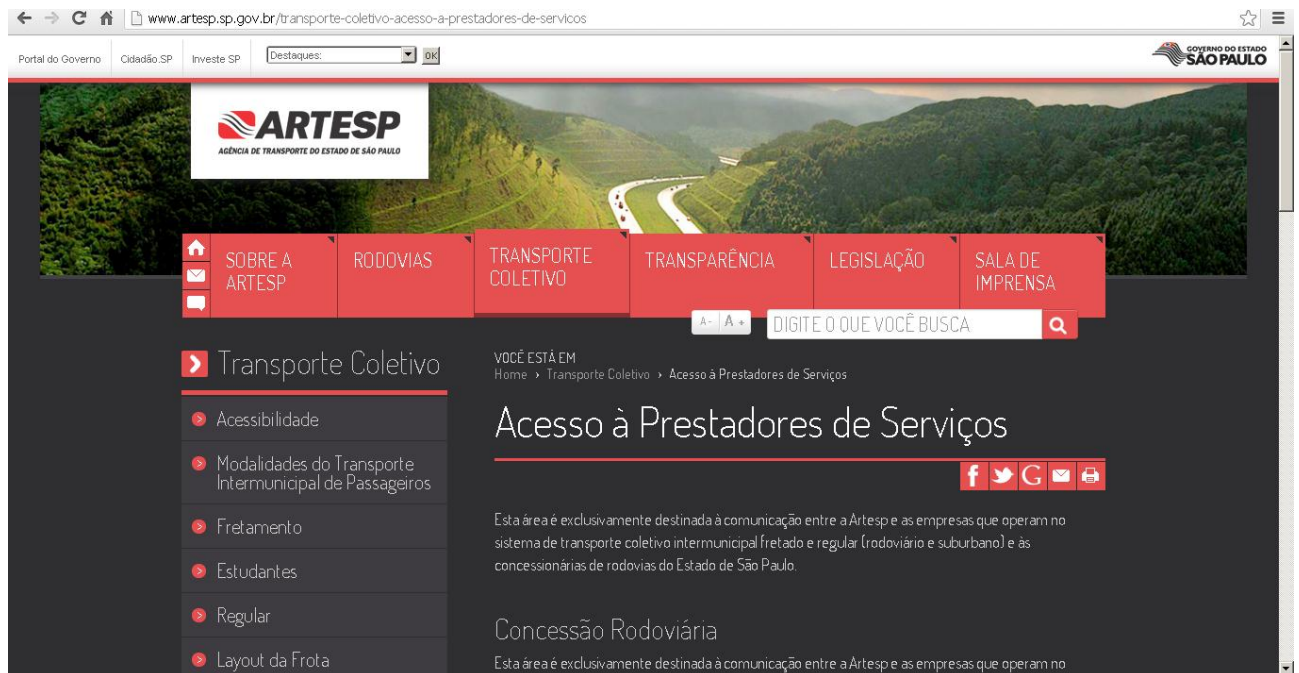 www.artesp.sp.gov.br/transporte-coletivo-acesso-a-prestadores-de-servicos
Portal do Governo
Cidadão.SP
Investe SP
Destaques:
OK
GOVERNO DO ESTADO
SÃO PAULO
ARTESP
AGÊNCIA DE TRANSPORTE DO ESTADO DE SÃO PAULO
SOBRE A
ARTESP
RODOVIAS
TRANSPORTE
COLETIVO
TRANSPARÊNCIA
LEGISLAÇÃO
SALA DE
IMPRENSA
A- A+
DIGITE O QUE VOCÊ BUSCA
Transporte Coletivo
Acessibilidade
Modalidades do Transporte
Intermunicipal de Passageiros
Fretamento
Estudantes
Regular
Layout da Frota
VOCÊ ESTÁ EM
Home › Transporte Coletivo › Acesso à Prestadores de Serviços
Acesso à Prestadores de Serviços
Esta área é exclusivamente destinada à comunicação entre a Artesp e as empresas que operam no
sistema de transporte coletivo intermunicipal fretado e regular (rodoviário e suburbano) e às
concessionárias de rodovias do Estado de São Paulo.
Concessão Rodoviária
Esta área é exclusivamente destinada à comunicação entre a Artesp e as empresas que operam no